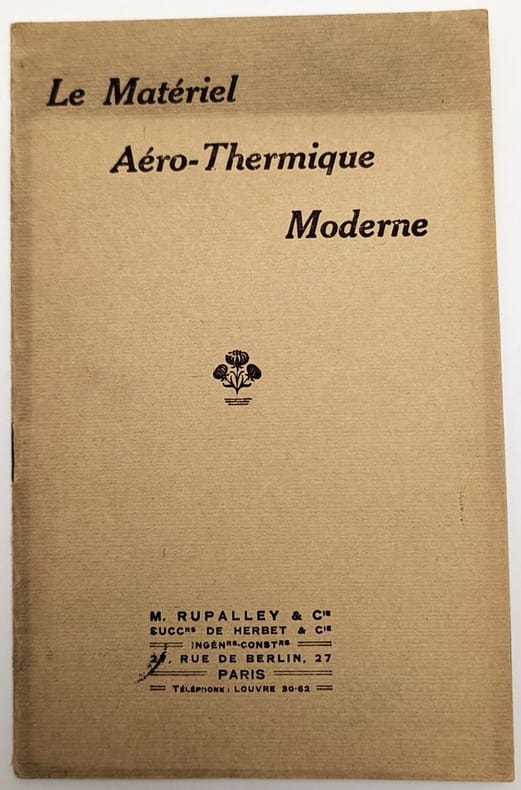 Le Matériel
Aéro-Thermique
Moderne
M. RUPALLEY & Cie
SUCCRS DE HERBET & CIE
INGÉNRS-CONSTRS
27, RUE DE BERLIN, 27
PARIS
TÉLÉPHONE: LOUVRE 30-62